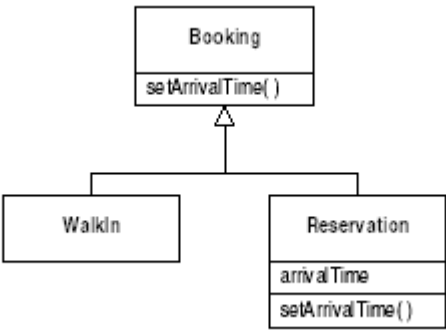 Booking
setArrivalTime( )
WalkIn
Reservation
arrivalTime
setArrivalTime( )